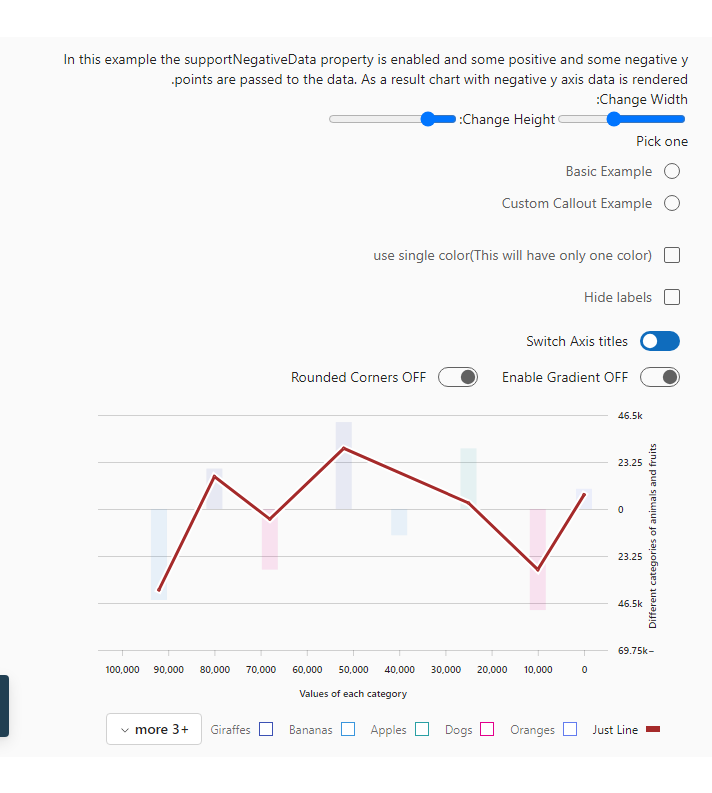 In this example the supportNegativeData property is enabled and some positive and some negative y
.points are passed to the data. As a result chart with negative y axis data is rendered
:Change Width
:Change Height
Pick one
Basic Example
Custom Callout Example
use single color(This will have only one color)
Hide labels
Switch Axis titles
Rounded Corners OFF Enable Gradient OFF
46.5k
23.25
0
23.25
46.5k
69.75k−
Different categories of animals and fruits
100,000 90,000 80,000 70,000 60,000 50,000 40,000 30,000 20,000 10,000 0
Values of each category
more 3+ Giraffes Bananas Apples Dogs Oranges Just Line